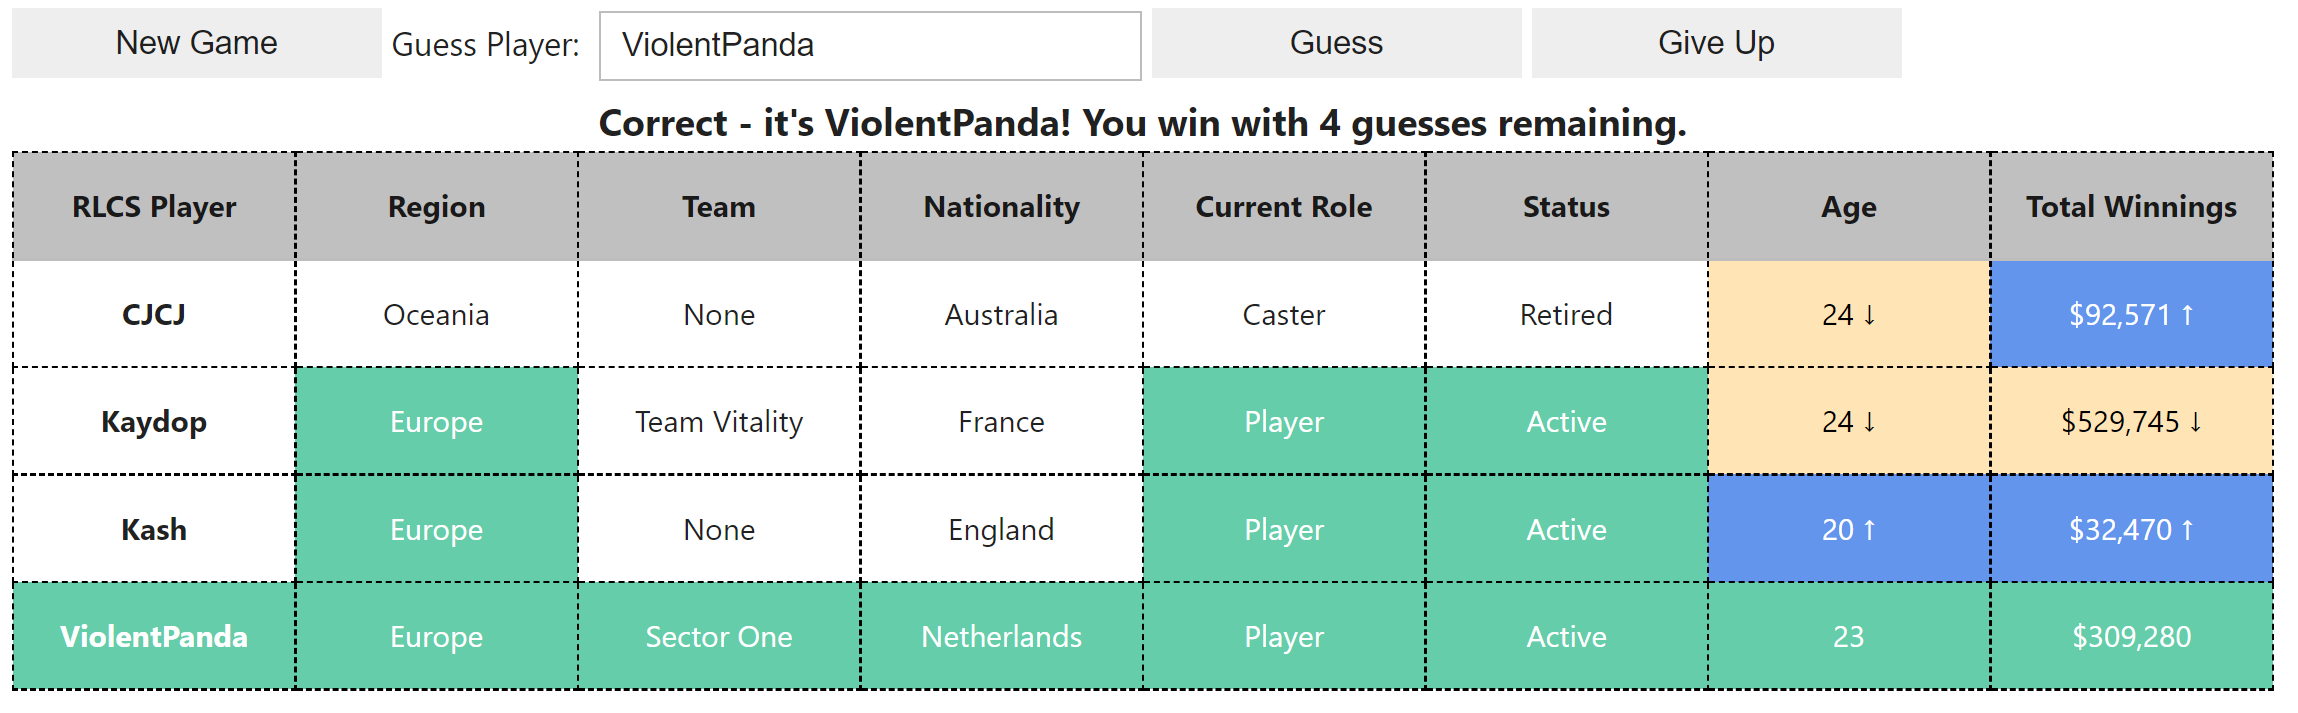 New Game Guess Player: ViolentPanda Guess Give Up
Correct - it's ViolentPanda! You win with 4 guesses remaining.
RLCS Player Region Team Nationality Current Role Status Age Total Winnings
CJCJ Oceania None Australia Caster Retired 24 ↓ $92,571 ↑
Kaydop Europe Team Vitality France Player Active 24 ↓ $529,745 ↓
Kash Europe None England Player Active 20 ↑ $32,470 ↑
ViolentPanda Europe Sector One Netherlands Player Active 23 $309,280